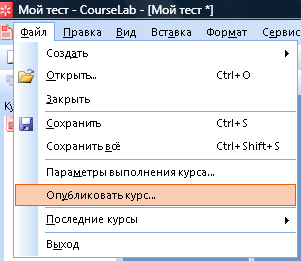 Мой тест - CourseLab - [Мой тест *]
Файл Правка Вид Вставка Формат Сервис
Создать
Открыть... Ctrl+O
Закрыть
Сохранить Ctrl+S
Сохранить всё Ctrl+Shift+S
Параметры выполнения курса...
Опубликовать курс...
Последние курсы
Выход